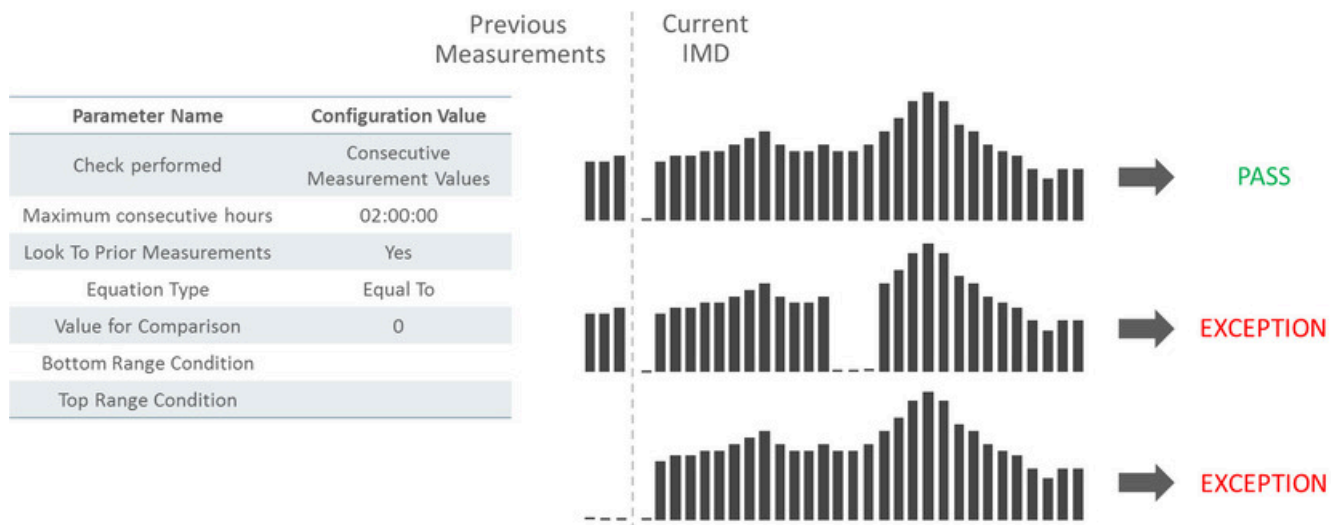 Previous
Measurements
Current
IMD
Parameter Name Configuration Value
Check performed Consecutive
Measurement Values
Maximum consecutive hours 02:00:00
Look To Prior Measurements Yes
Equation Type Equal To
Value for Comparison 0
Bottom Range Condition
Top Range Condition
PASS
EXCEPTION
EXCEPTION